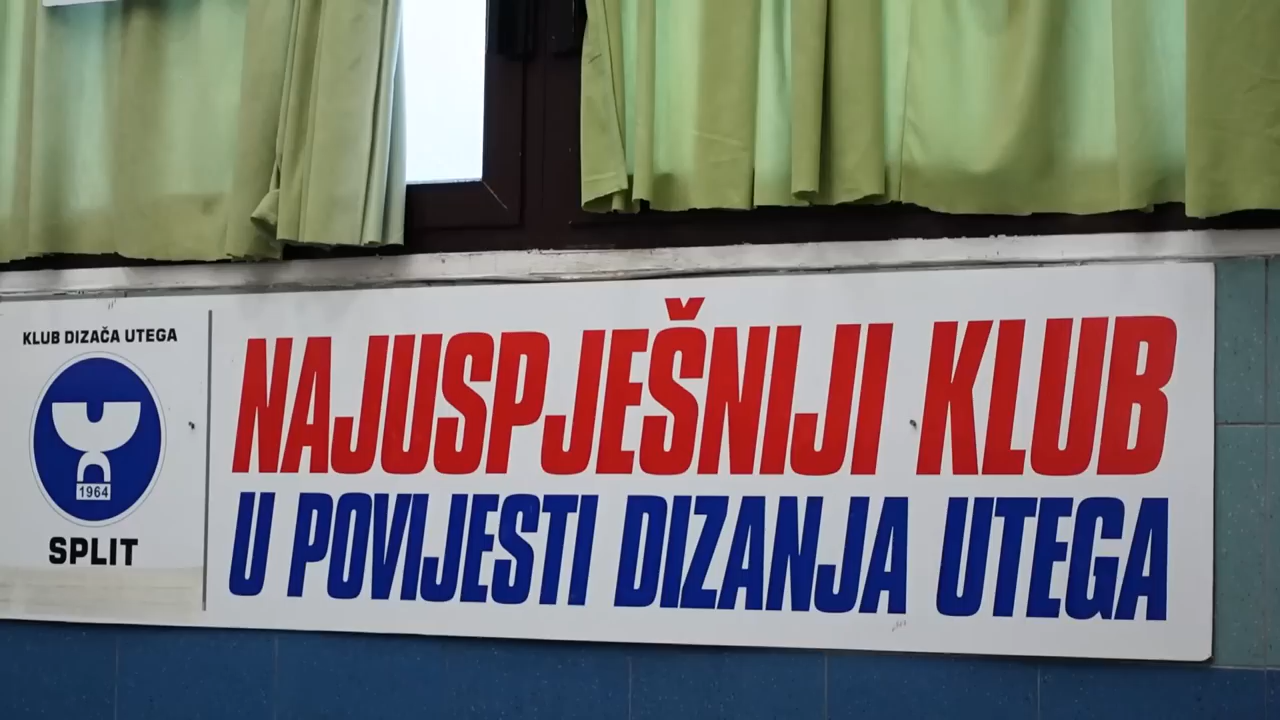 KLUB DIZAČA UTEGA
1964
SPLIT
NAJUSPJEŠNIJI KLUB
U POVIJESTI DIZANJA UTEGA